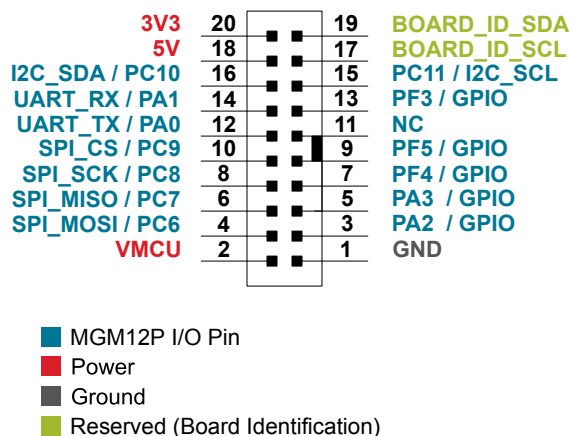 3V3 20 19 BOARD_ID_SDA
5V 18 17 BOARD_ID_SCL
I2C_SDA / PC10 16 15 PC11 / I2C_SCL
UART_RX / PA1 14 13 PF3 / GPIO
UART_TX / PA0 12 11 NC
SPI_CS / PC9 10 9 PF5 / GPIO
SPI_SCK / PC8 8 7 PF4 / GPIO
SPI_MISO / PC7 6 5 PA3 / GPIO
SPI_MOSI / PC6 4 3 PA2 / GPIO
VMCU 2 1 GND
MGM12P I/O Pin
Power
Ground
Reserved (Board Identification)